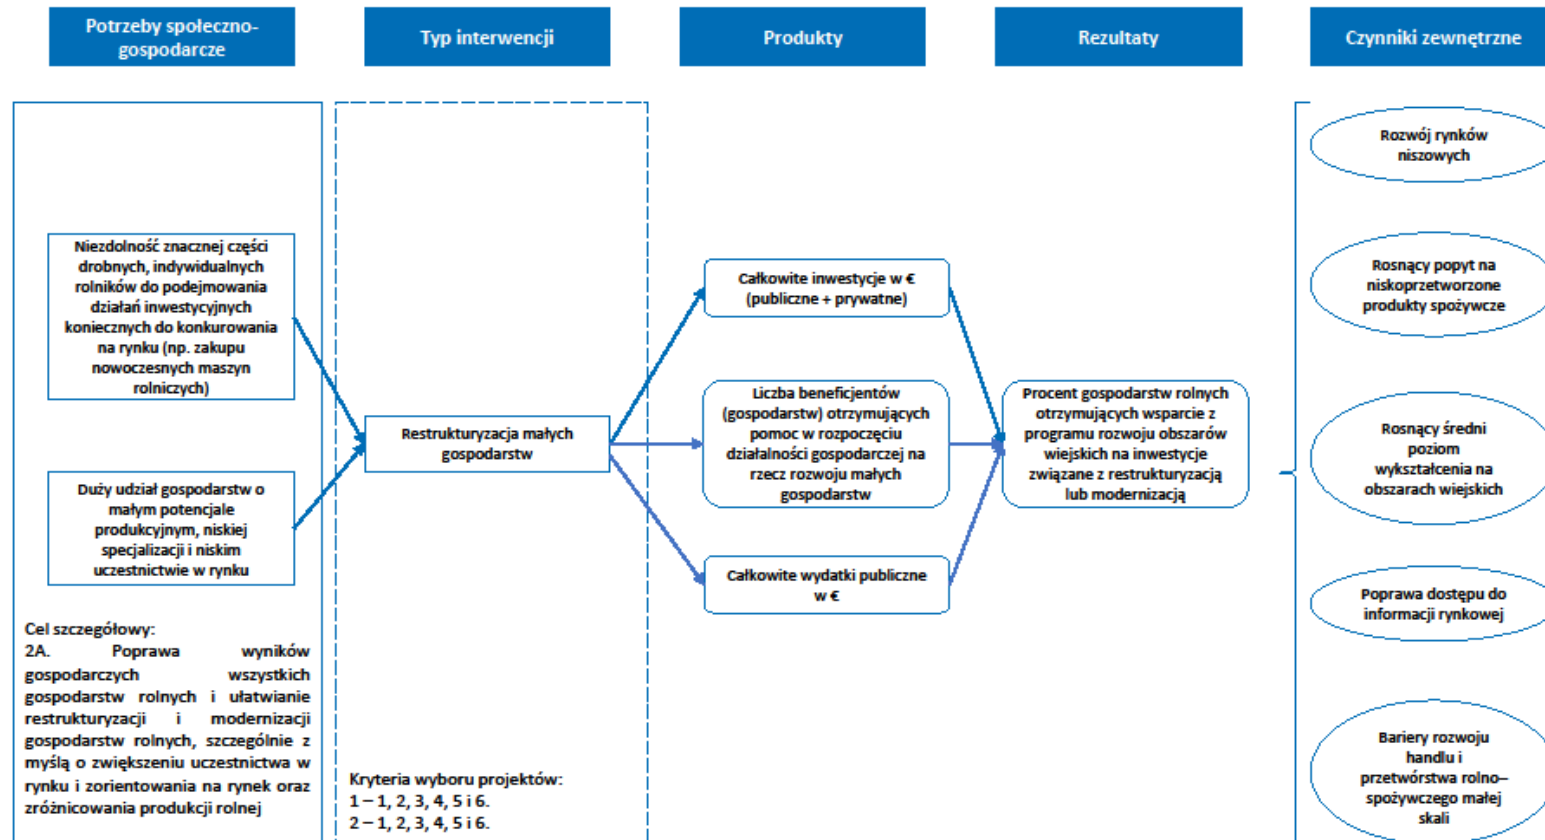 Potrzeby społeczno-
gospodarcze
Typ interwencji
Produkty
Rezultaty
Czynniki zewnętrzne
Niezdolność znacznej części
drobnych, indywidualnych
rolników do podejmowania
działań inwestycyjnych
koniecznych do konkurowania
na rynku (np. zakupu
nowoczesnych maszyn
rolniczych)
Duży udział gospodarstw o
małym potencjale
produkcyjnym, niskiej
specjalizacji i niskim
uczestnictwie w rynku
Cel szczegółowy:
2A. Poprawa wyników
gospodarczych wszystkich
gospodarstw rolnych i ułatwianie
restrukturyzacji i modernizacji
gospodarstw rolnych, szczególnie z
myślą o zwiększeniu uczestnictwa w
rynku i zorientowania na rynek oraz
zróżnicowania produkcji rolnej
Restrukturyzacja małych
gospodarstw
Kryteria wyboru projektów:
1 – 1, 2, 3, 4, 5 i 6.
2 – 1, 2, 3, 4, 5 i 6.
Całkowite inwestycje w €
(publiczne + prywatne)
Liczba beneficjentów
(gospodarstw) otrzymujących
pomoc w rozpoczęciu
działalności gospodarczej na
rzecz rozwoju małych
gospodarstw
Całkowite wydatki publiczne
w €
Procent gospodarstw rolnych
otrzymujących wsparcie z
programu rozwoju obszarów
wiejskich na inwestycje
związane z restrukturyzacją
lub modernizacją
Rozwój rynków
niszowych
Rosnący popyt na
niskoprzetworzone
produkty spożywcze
Rosnący średni
poziom
wykształcenia na
obszarach wiejskich
Poprawa dostępu do
informacji rynkowej
Bariery rozwoju
handlu i
przetwórstwa rolno–
spożywczego małej
skali